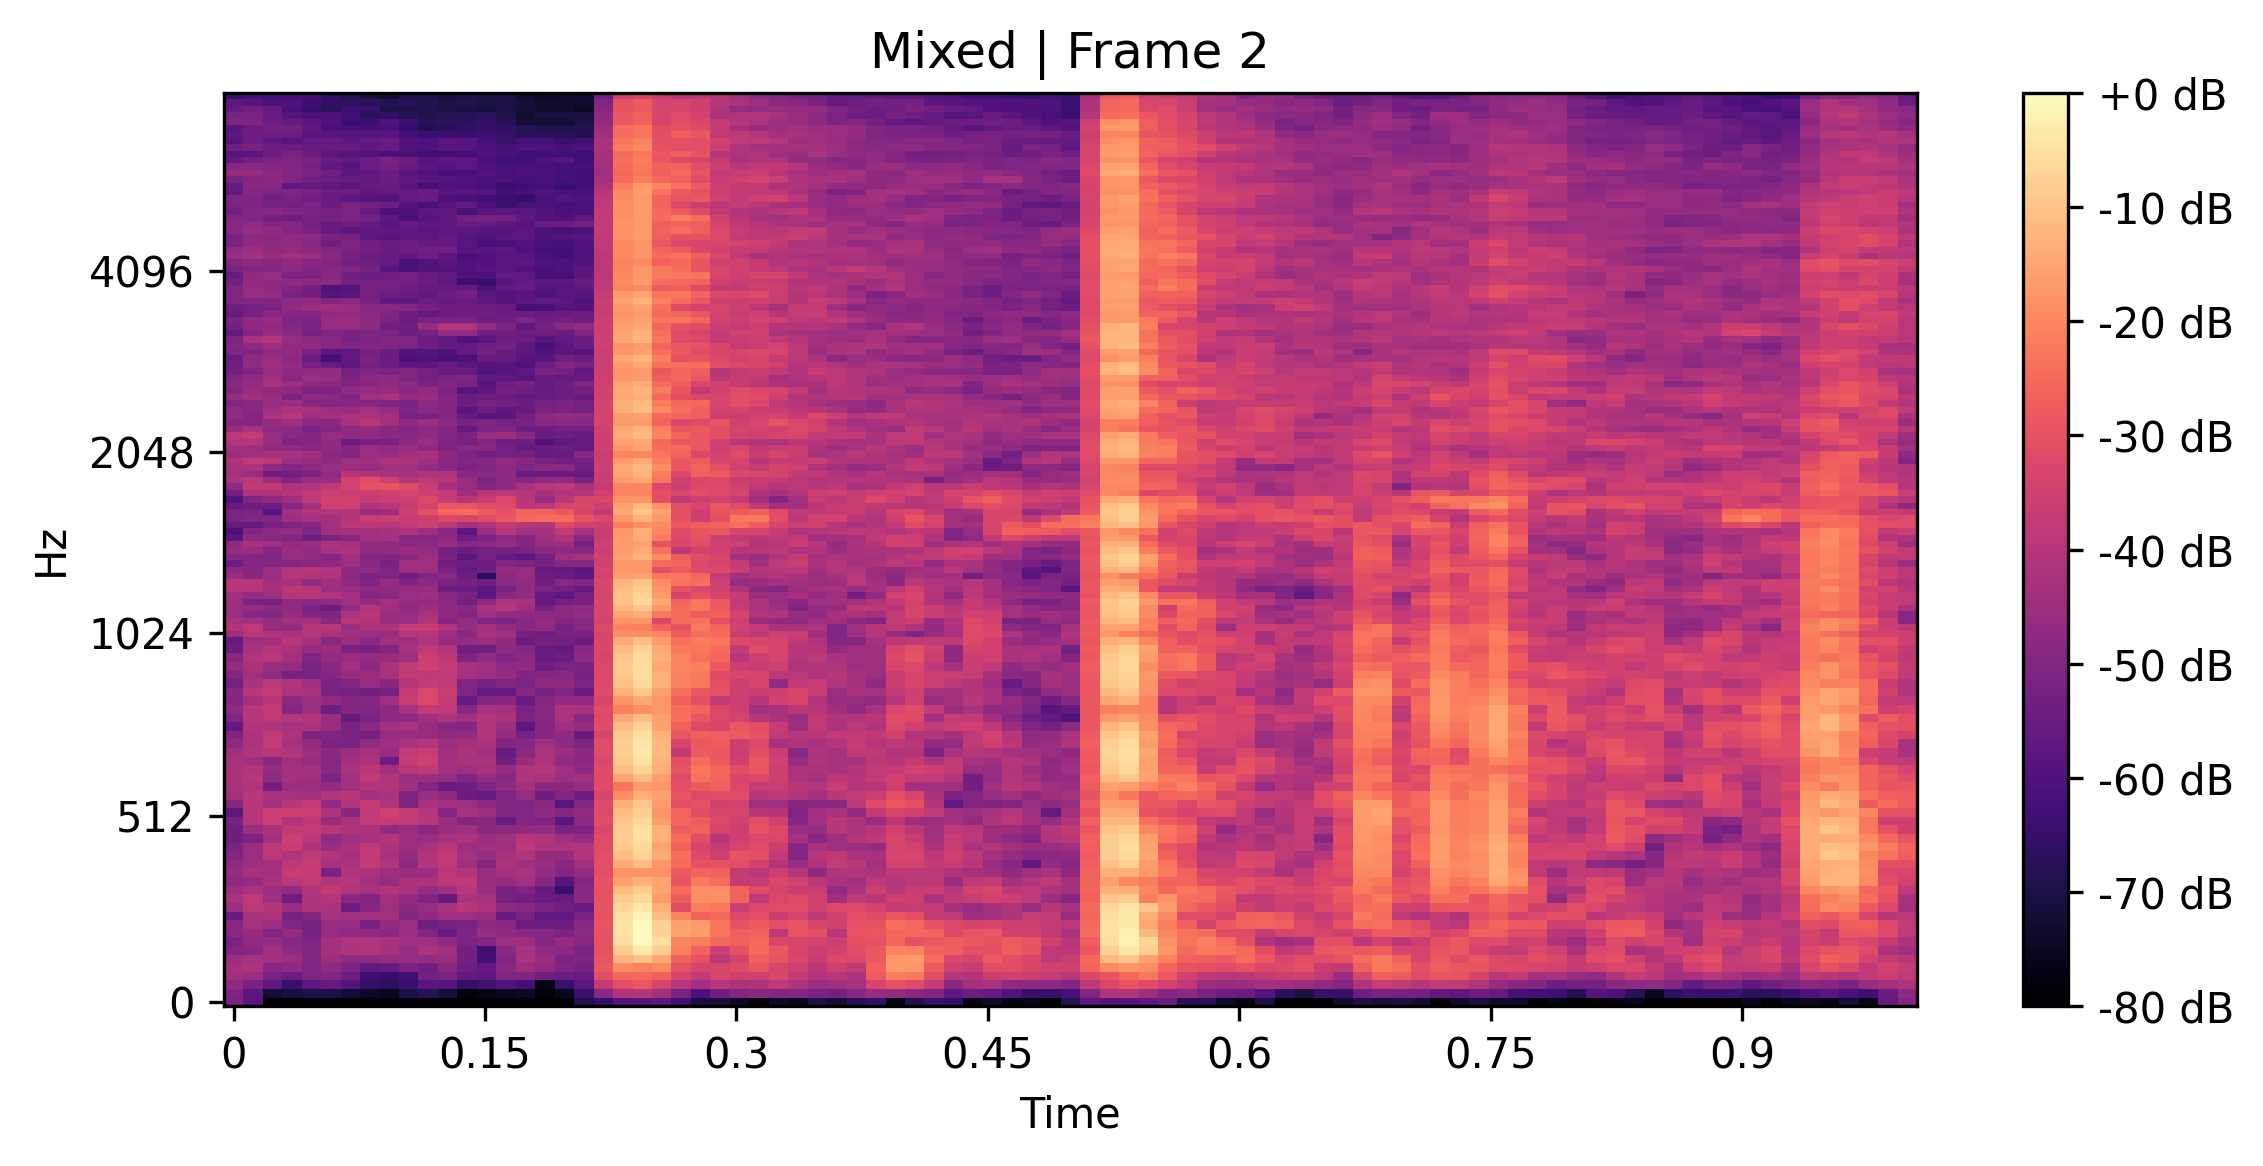 Mixed | Frame 2
Hz
4096
2048
1024
512
0
0 0.15 0.3 0.45 0.6 0.75 0.9
Time
+0 dB
-10 dB
-20 dB
-30 dB
-40 dB
-50 dB
-60 dB
-70 dB
-80 dB